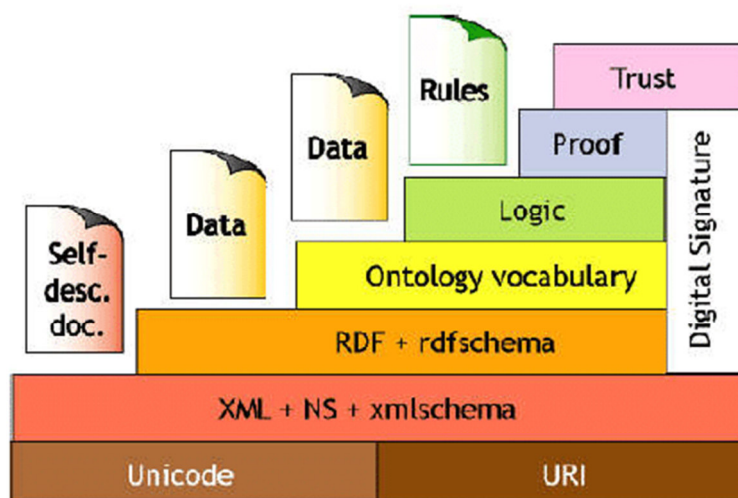 Rules
Trust
Data
Proof
Data
Logic
Digital Signature
Self-
desc.
doc.
Ontology vocabulary
RDF + rdfschema
XML + NS + xmlschema
Unicode
URI